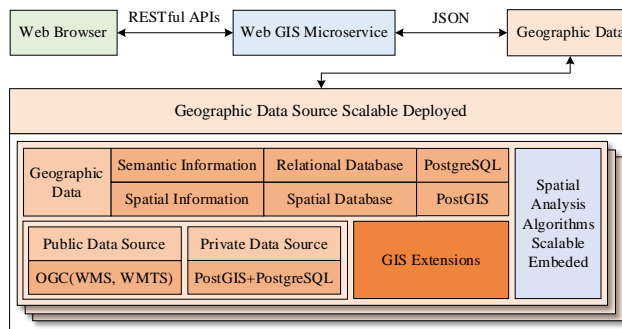 RESTful APIs
JSON
Web Browser
Web GIS Microservice
Geographic Data
Geographic Data Source Scalable Deployed
Geographic
Data
Semantic Information
Relational Database
PostgreSQL
Spatial Information
Spatial Database
PostGIS
Spatial
Analysis
Algorithms
Scalable
Embeded
Public Data Source
Private Data Source
OGC(WMS, WMTS)
PostGIS+PostgreSQL
GIS Extensions